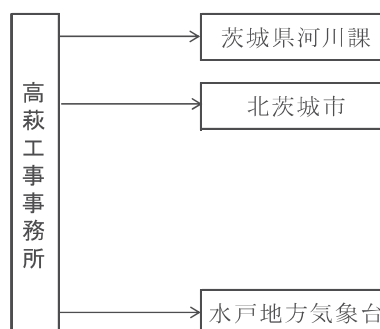 高萩工事事務所
茨城県河川課
北茨城市
水戸地方気象台